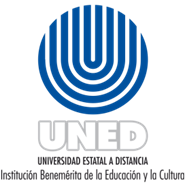 UNED
UNIVERSIDAD ESTATAL A DISTANCIA
Institución Benemérita de la Educación y la Cultura